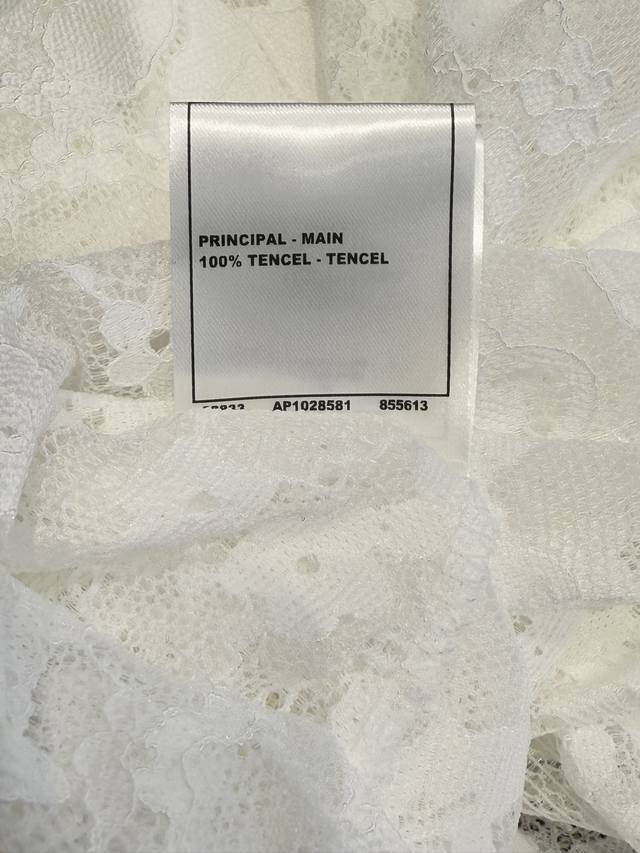 PRINCIPAL - MAIN
100% TENCEL - TENCEL
AP1028581 855613